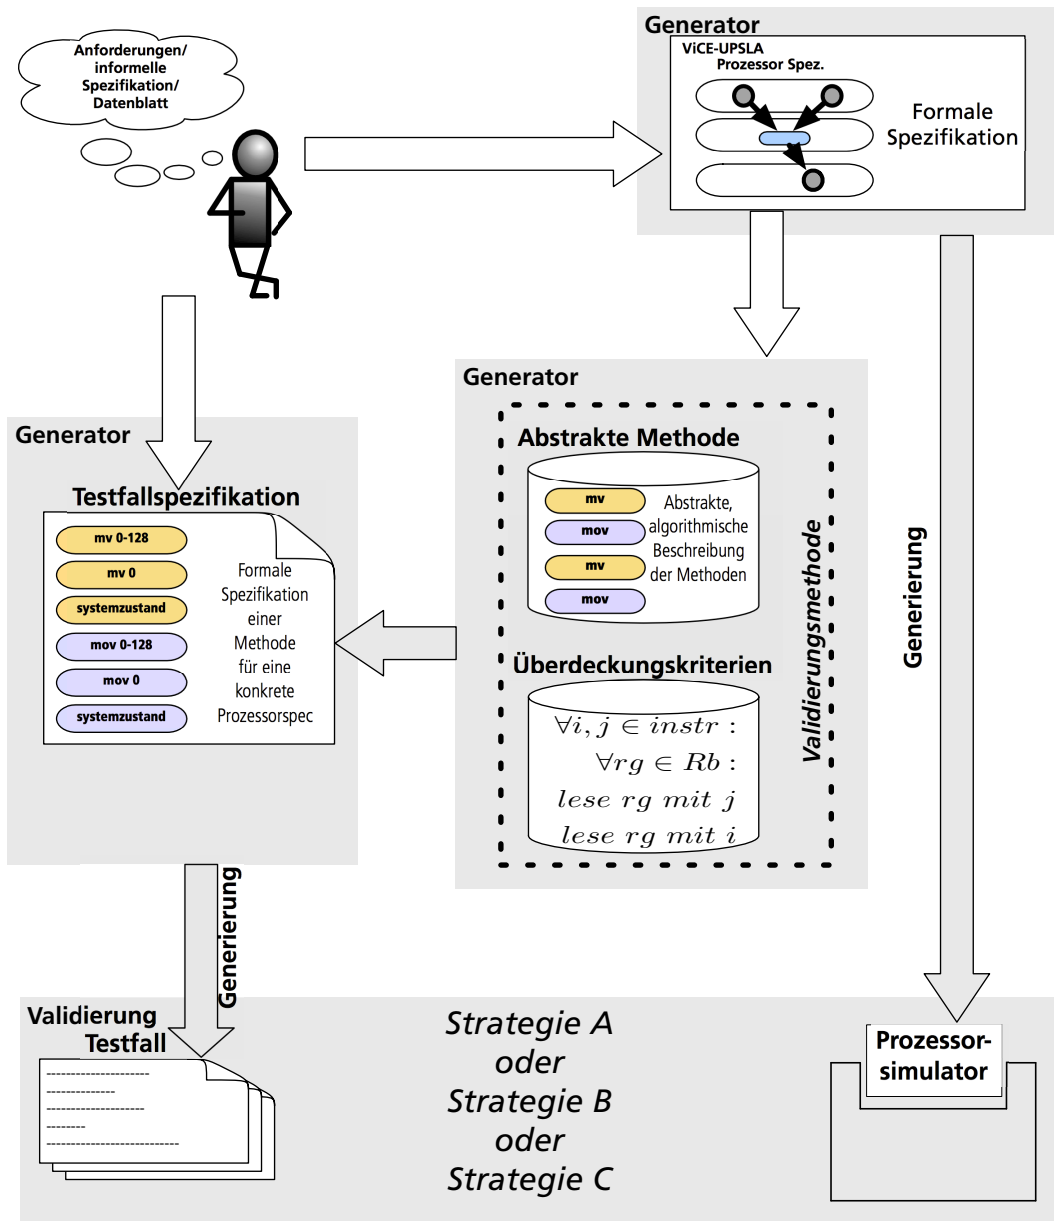 Anforderungen/
informelle
Spezifikation/
Datenblatt
Generator
ViCE-UPSLA
Prozessor Spez.
Formale
Spezifikation
Generator
Abstrakte Methode
mv
mov
mv
mov
Abstrakte,
algorithmische
Beschreibung
der Methoden
Überdeckungskriterien
∀i, j ∈ instr :
∀rg ∈ Rb :
lese rg mit j
lese rg mit i
Validierungsmethode
Generierung
Generator
Testfallspezifikation
mv 0-128
mv 0
systemzustand
mov 0-128
mov 0
systemzustand
Formale
Spezifikation
einer
Methode
für eine
konkrete
Prozessorspec
Generierung
Validierung
Testfall
Strategie A
oder
Strategie B
oder
Strategie C
Prozessor-
simulator